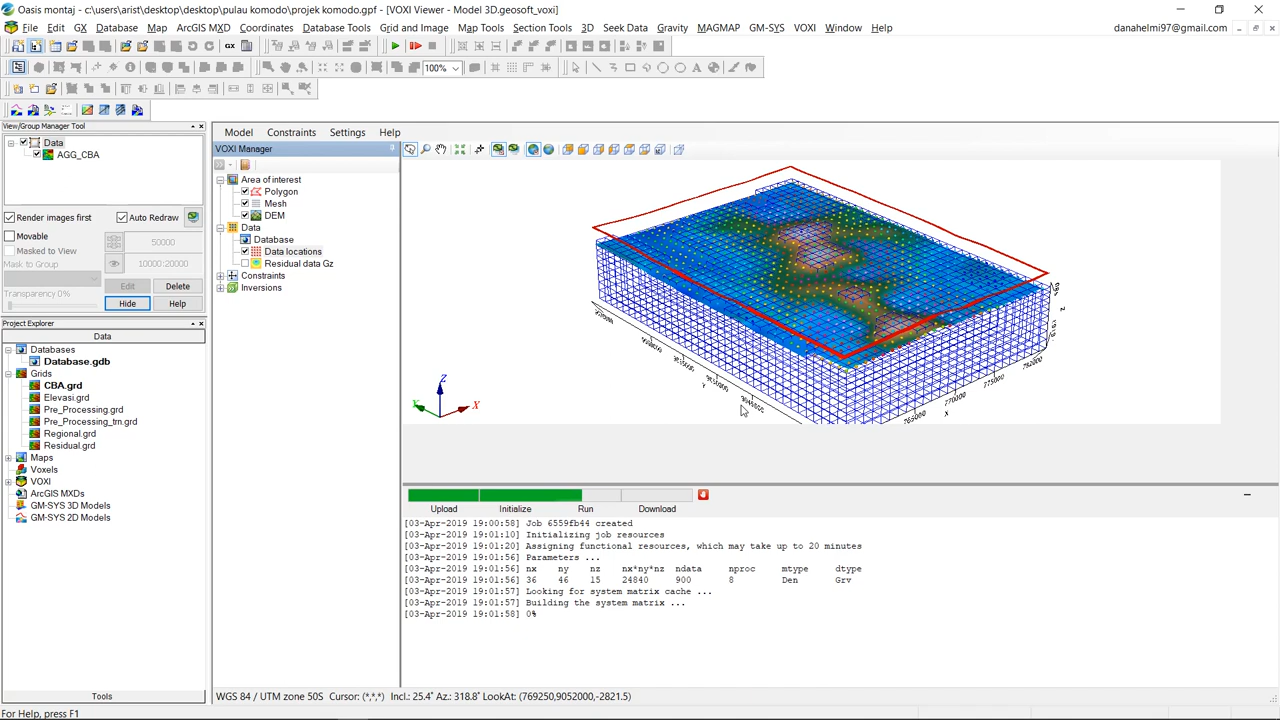 Oasis montaj - c:\users\arist\desktop\pulau komodo\projek komodo.gpf - [VOXI Viewer - Model 3D.geosoft_voxi]
File Edit GX Database Map ArcGIS MXD Coordinates Database Tools Grid and Image Map Tools Section Tools 3D Seek Data Gravity MAGMAP GM-SYS VOXI Window Help danahelmi97@gmail.com
GX
100%
View/Group Manager Tool
Data
AGG_CBA
Render images first Auto Redraw
Movable 50000
Masked to View
Mask to Group 10000:20000
Edit Delete
Transparency 0%
Hide Help
Project Explorer
Data
Databases
Database.gdb
Grids
CBA.grd
Elevasi.grd
Pre_Processing.grd
Pre_Processing_trn.grd
Regional.grd
Residual.grd
Maps
Voxels
VOXI
ArcGIS MXDs
GM-SYS 3D Models
GM-SYS 2D Models
Tools
Model Constraints Settings Help
VOXI Manager
Area of interest
Polygon
Mesh
DEM
Data
Database
Data locations
Residual data Gz
Constraints
Inversions
Z
Y
X
Y
X
Z
765000
770000
775000
Upload Initialize Run Download
[03-Apr-2019 19:00:58] Job 6559fb44 created
[03-Apr-2019 19:01:10] Initializing job resources
[03-Apr-2019 19:01:20] Assigning functional resources, which may take up to 20 minutes
[03-Apr-2019 19:01:56] Parameters ...
[03-Apr-2019 19:01:56] nx ny nz nx*ny*nz ndata nproc mtype dtype
[03-Apr-2019 19:01:56] 36 46 15 24840 900 8 Den Grv
[03-Apr-2019 19:01:57] Looking for system matrix cache ...
[03-Apr-2019 19:01:57] Building the system matrix ...
[03-Apr-2019 19:01:58] 0%
WGS 84 / UTM zone 50S Cursor: (*,*,*) Incl.: 25.4° Az.: 318.8° LookAt: (769250,9052000,-2821.5)
For Help, press F1